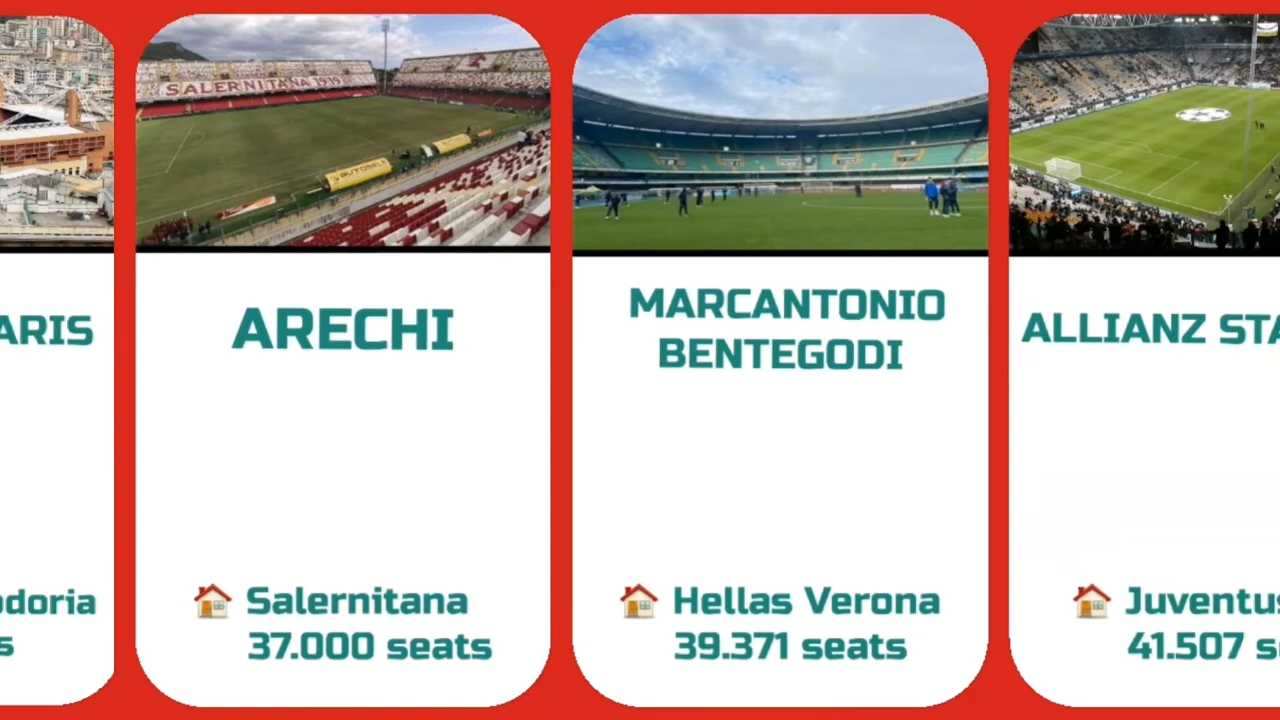 ARIS
doria
s
SALERNITANA 1919
ARECHI
Salernitana
37.000 seats
MARCANTONIO
BENTEGODI
Hellas Verona
39.371 seats
ALLIANZ STA
Juventus
41.507 s